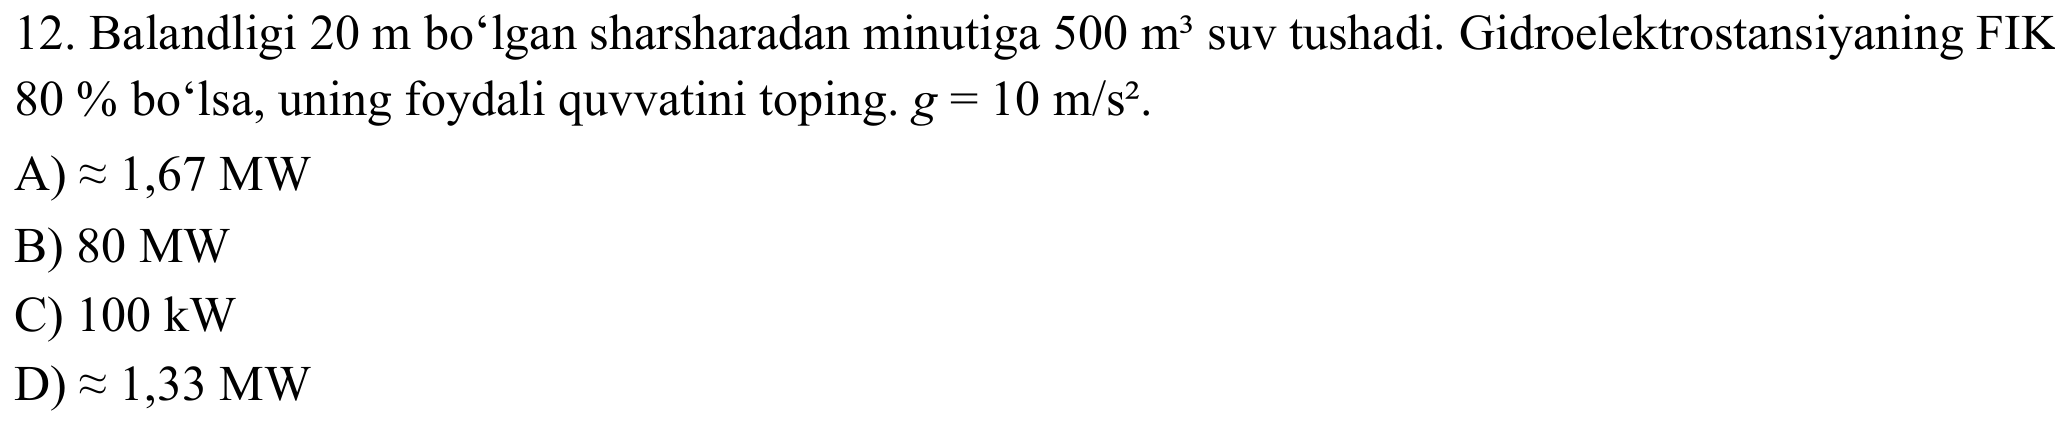 12. Balandligi 20 m bo‘lgan sharsharadan minutiga 500 m³ suv tushadi. Gidroelektrostansiyaning FIK
80 % bo‘lsa, uning foydali quvvatini toping. g = 10 m/s².
A) ≈ 1,67 MW
B) 80 MW
C) 100 kW
D) ≈ 1,33 MW